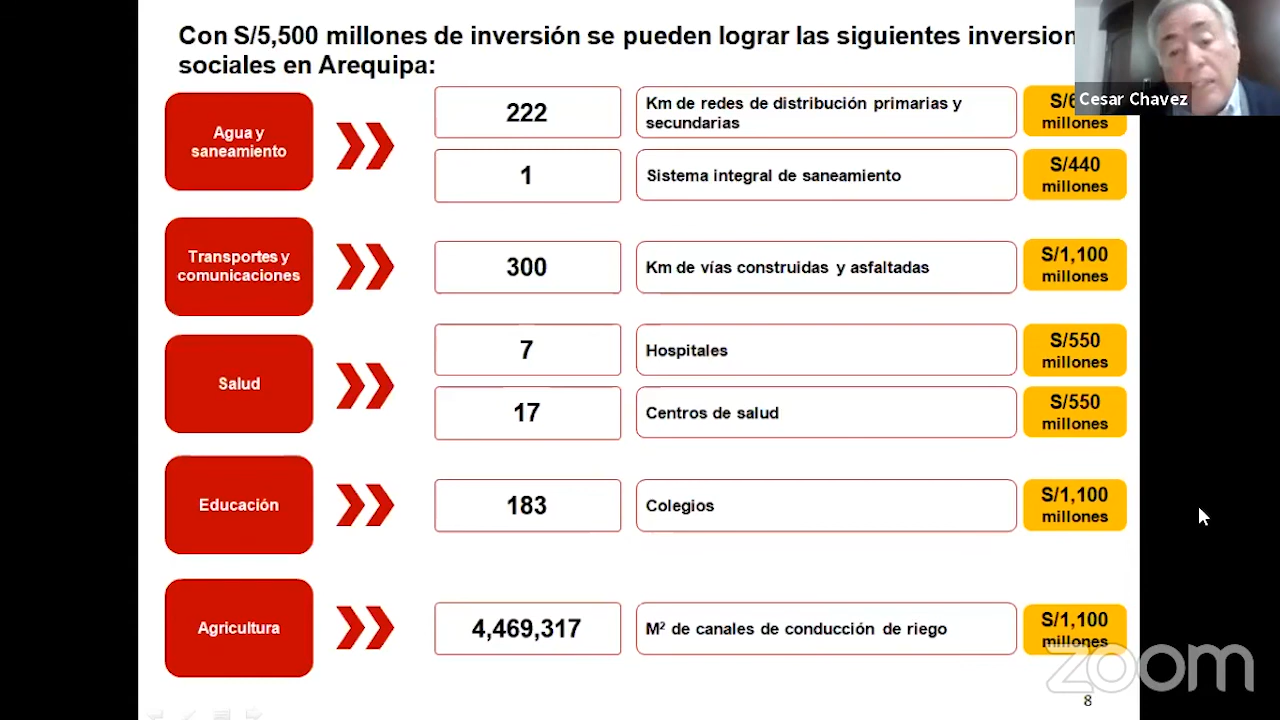 Con S/5,500 millones de inversión se pueden lograr las siguientes
sociales en Arequipa:
Cesar Chavez
Agua y
saneamiento
222
Km de redes de distribución primarias y
secundarias
millones
1
Sistema integral de saneamiento
S/440
millones
Transportes y
comunicaciones
300
Km de vías construidas y asfaltadas
S/1,100
millones
Salud
7
Hospitales
S/550
millones
17
Centros de salud
S/550
millones
Educación
183
Colegios
S/1,100
millones
Agricultura
4,469,317
M² de canales de conducción de riego
S/1,100
millones
zoom
8